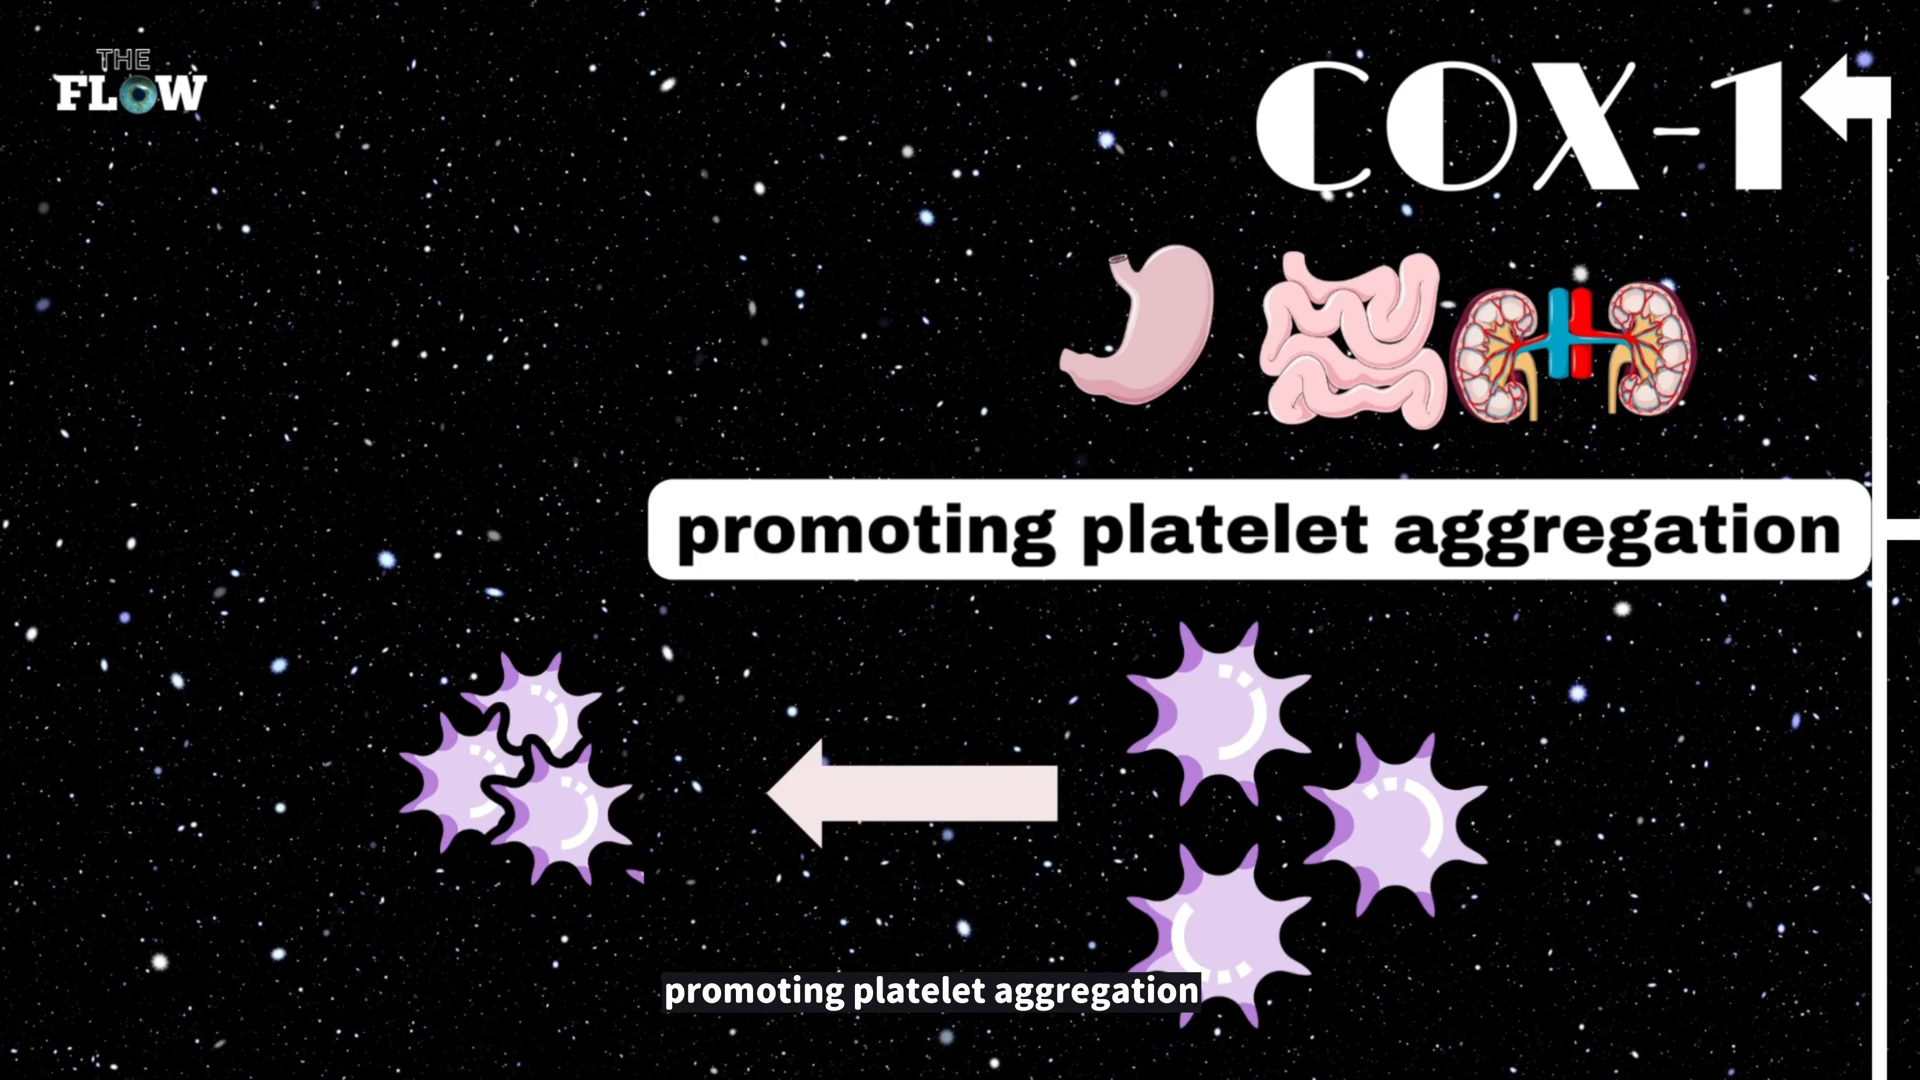 THE
FLOW
COX-1
promoting platelet aggregation
promoting platelet aggregation